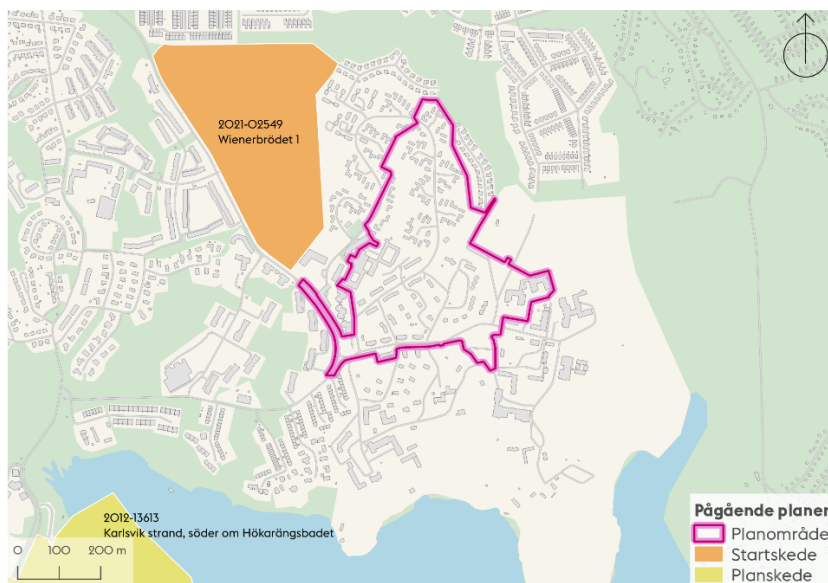 2021-02549
Wienerbrödet 1
2012-13613
Karlsvik strand, söder om Hökarängsbadet
0 100 200 m
Pågående planer
Planområde
Startskede
Planskede